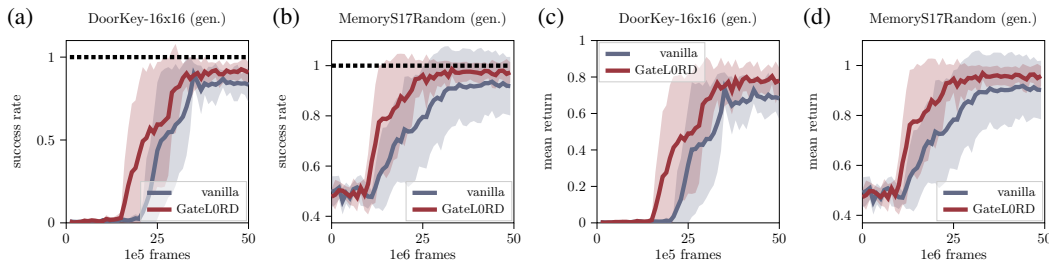 (a) DoorKey-16x16 (gen.)
success rate
1
0.5
0
vanilla
GateL0RD
0 25 50
1e5 frames
(b) MemoryS17Random (gen.)
success rate
1
0.8
0.6
0.4
vanilla
GateL0RD
0 25 50
1e6 frames
(c) DoorKey-16x16 (gen.)
mean return
1
0.8
0.6
0.4
0.2
0
vanilla
GateL0RD
0 25 50
1e5 frames
(d) MemoryS17Random (gen.)
mean return
1
0.8
0.6
0.4
vanilla
GateL0RD
0 25 50
1e6 frames